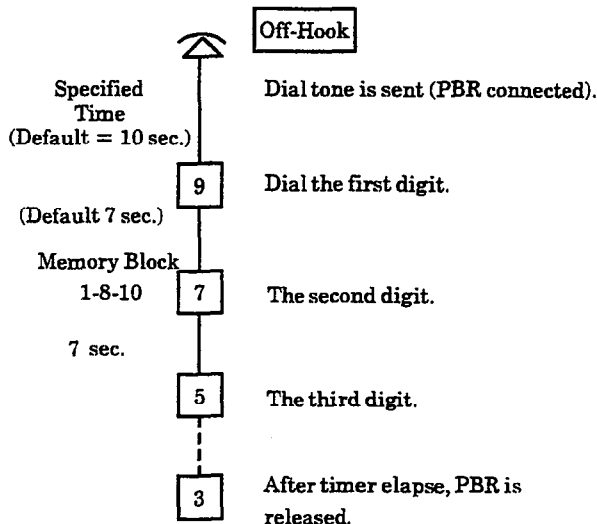 Off-Hook
Specified
Time
(Default = 10 sec.)
Dial tone is sent (PBR connected).
9
Dial the first digit.
(Default 7 sec.)
Memory Block
1-8-10
7
The second digit.
7 sec.
5
The third digit.
3
After timer elapse, PBR is
released.